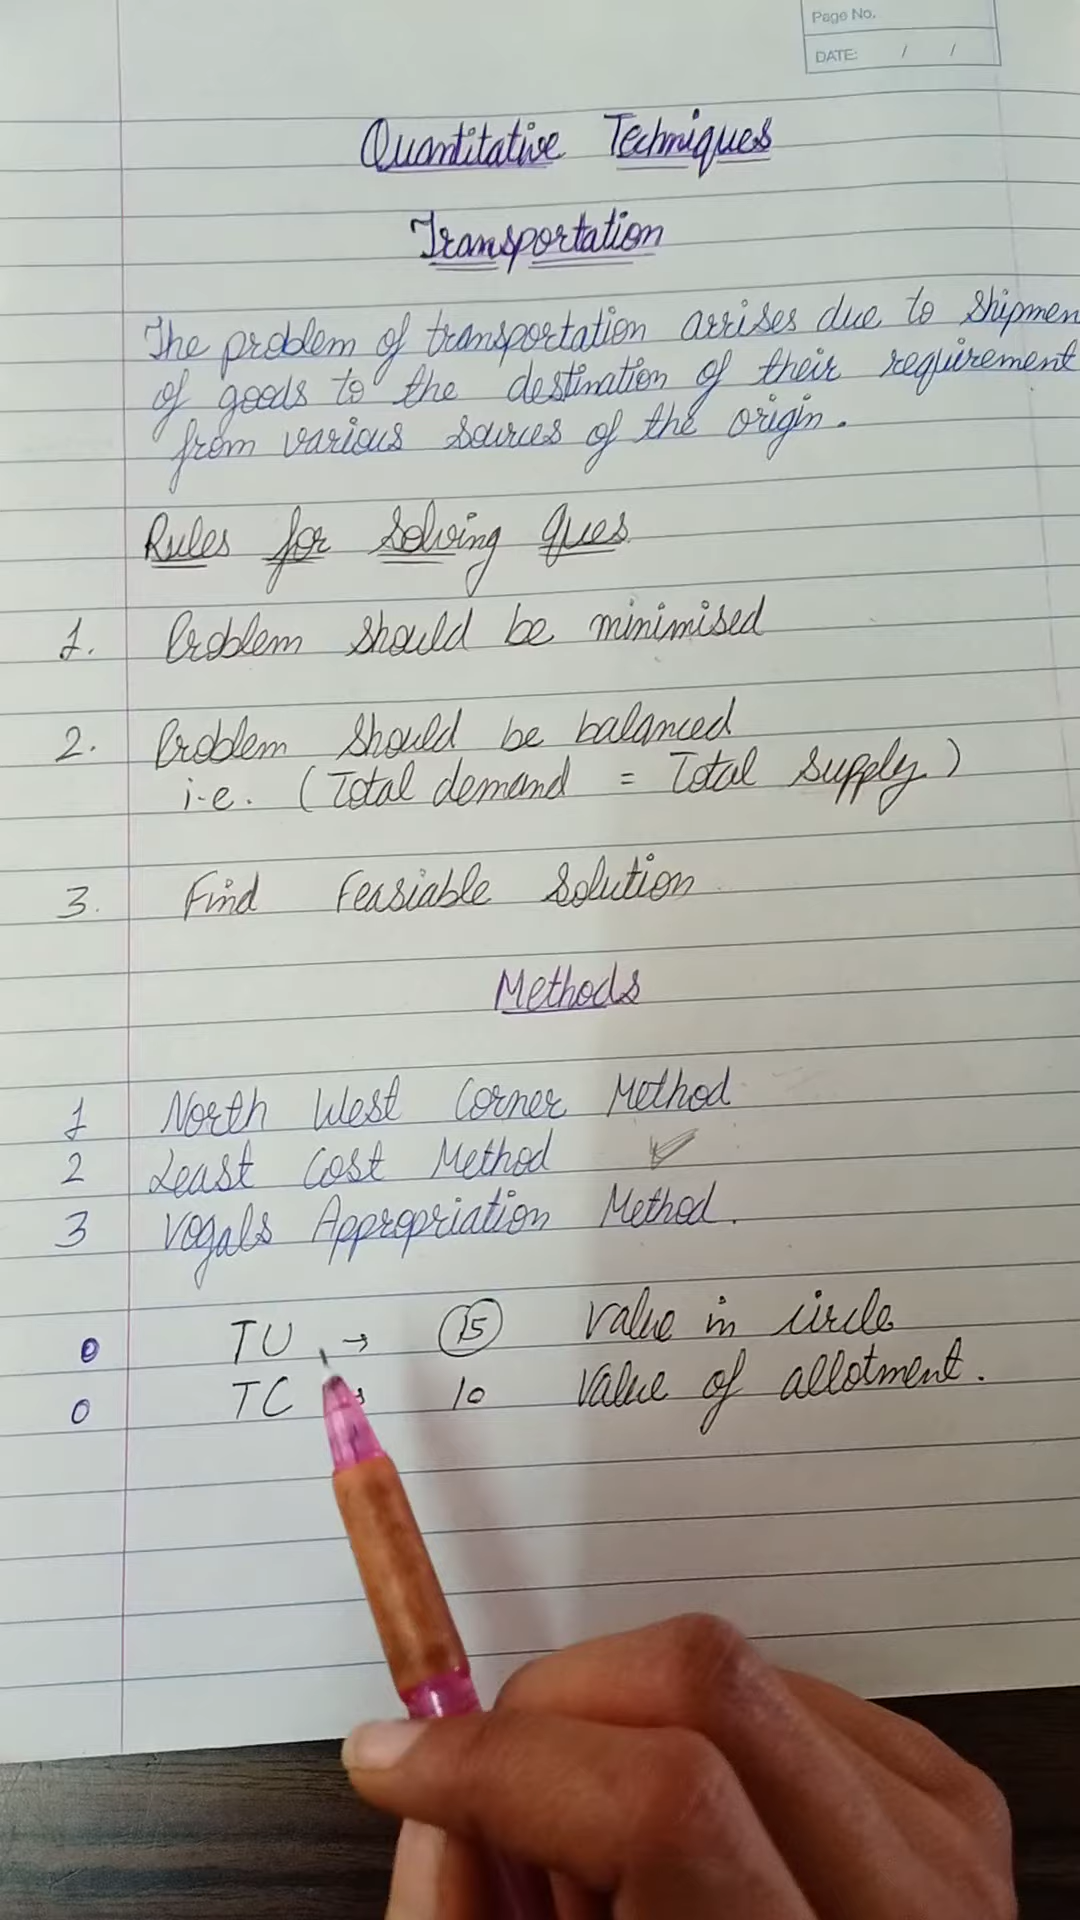 Page No.
DATE: / /
Quantitative Techniques
Transportation
The problem of transportation arrises due to shipmen
of goods to the destination of their requirement
from various sources of the origin.
Rules for Solving Ques
1. Problem should be minimised
2. Problem should be balanced
i.e. (Total demand = Total supply)
3. Find Feasiable Solution
Methods
1 North West Corner Method
2 Least Cost Method ✓
3 Vogals Appropriation Method.
TU → 15 value in circle
TC 10 Value of allotment.